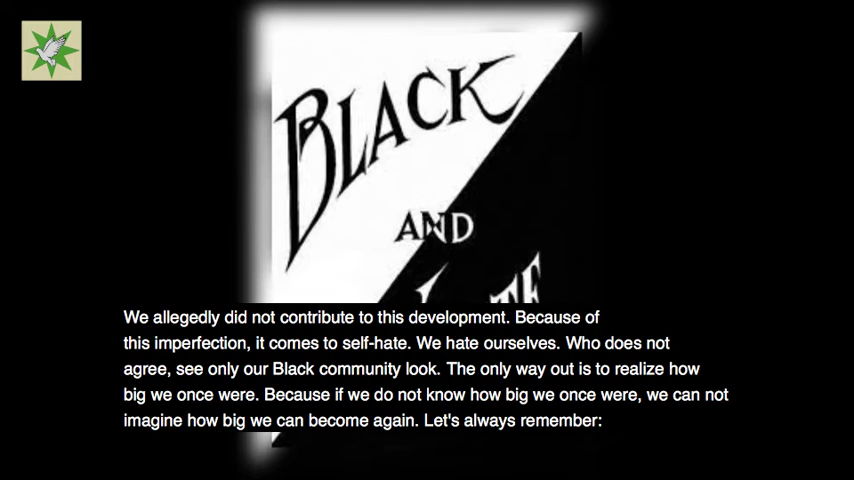 BLACK
AND
We allegedly did not contribute to this development. Because of
this imperfection, it comes to self-hate. We hate ourselves. Who does not
agree, see only our Black community look. The only way out is to realize how
big we once were. Because if we do not know how big we once were, we can not
imagine how big we can become again. Let's always remember: